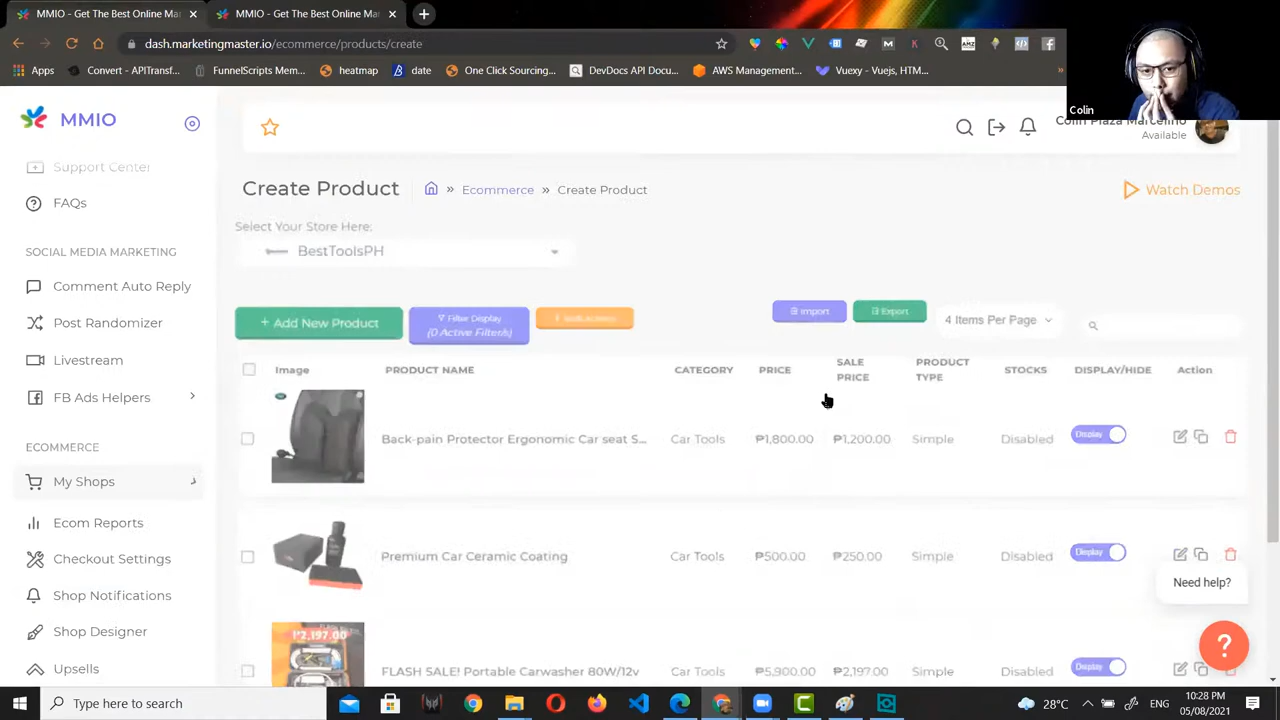 MMIO - Best Online Ma
MMIO - Best Online Ma
dash.marketingmaster.io/ecommerce/products/create
Apps
Convert - APITransf...
FunnelScripts Mem...
heatmap
date
One Click Sourcing...
DevDocs API Docu...
AWS Management...
Vuexy - Vuejs, HTM...
»
Colin
MMIO
Colin Plaza Marcelino
Available
Support Center
FAQs
SOCIAL MEDIA MARKETING
Comment Auto Reply
Post Randomizer
Livestream
FB Ads Helpers
ECOMMERCE
My Shops
Ecom Reports
Checkout Settings
Shop Notifications
Shop Designer
Upsells
Create Product
» Ecommerce » Create Product
Watch Demos
Select Your Store Here:
BestToolsPH
+ Add New Product
Filter Display
(0 Active Filter/s)
Import
Export
4 Items Per Page
Image PRODUCT NAME CATEGORY PRICE SALE PRICE PRODUCT TYPE STOCKS DISPLAY/HIDE Action
Back-pain Protector Ergonomic Car seat S... Car Tools ₱1,800.00 ₱1,200.00 Simple Disabled Display
Premium Car Ceramic Coating Car Tools ₱500.00 ₱250.00 Simple Disabled Display
₱2,197.00
FLASH SALE! Portable Carwasher 80W/12v Car Tools ₱5,900.00 ₱2,197.00 Simple Disabled Display
Need help?
?
Type here to search
28°C
ENG
10:28 PM
05/08/2021